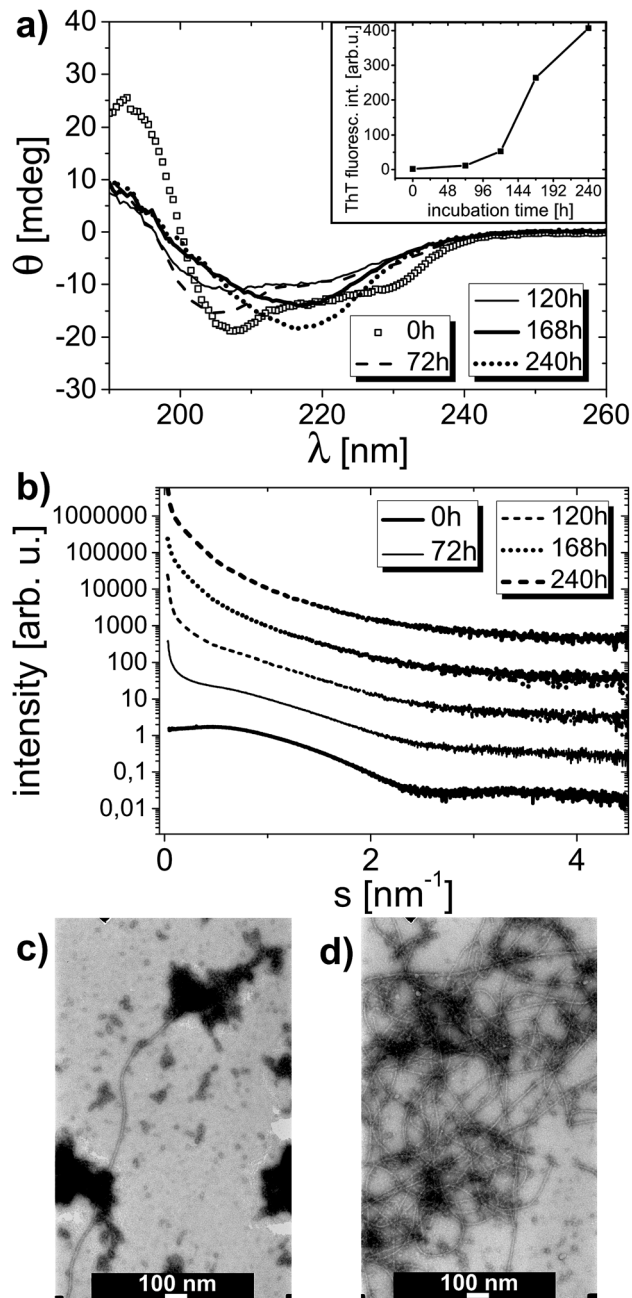 a)
40
30
20
10
0
-10
-20
-30
θ [mdeg]
200 220 240 260
λ [nm]
ThT fluoresc. int. [arb.u.]
400
300
200
100
0
0 48 96 144 192 240
incubation time [h]
0h
72h
120h
168h
240h
b)
1000000
100000
10000
1000
100
10
1
0,1
0,01
intensity [arb. u.]
0h
72h
120h
168h
240h
0 2 4
s [nm⁻¹]
c)
100 nm
d)
100 nm